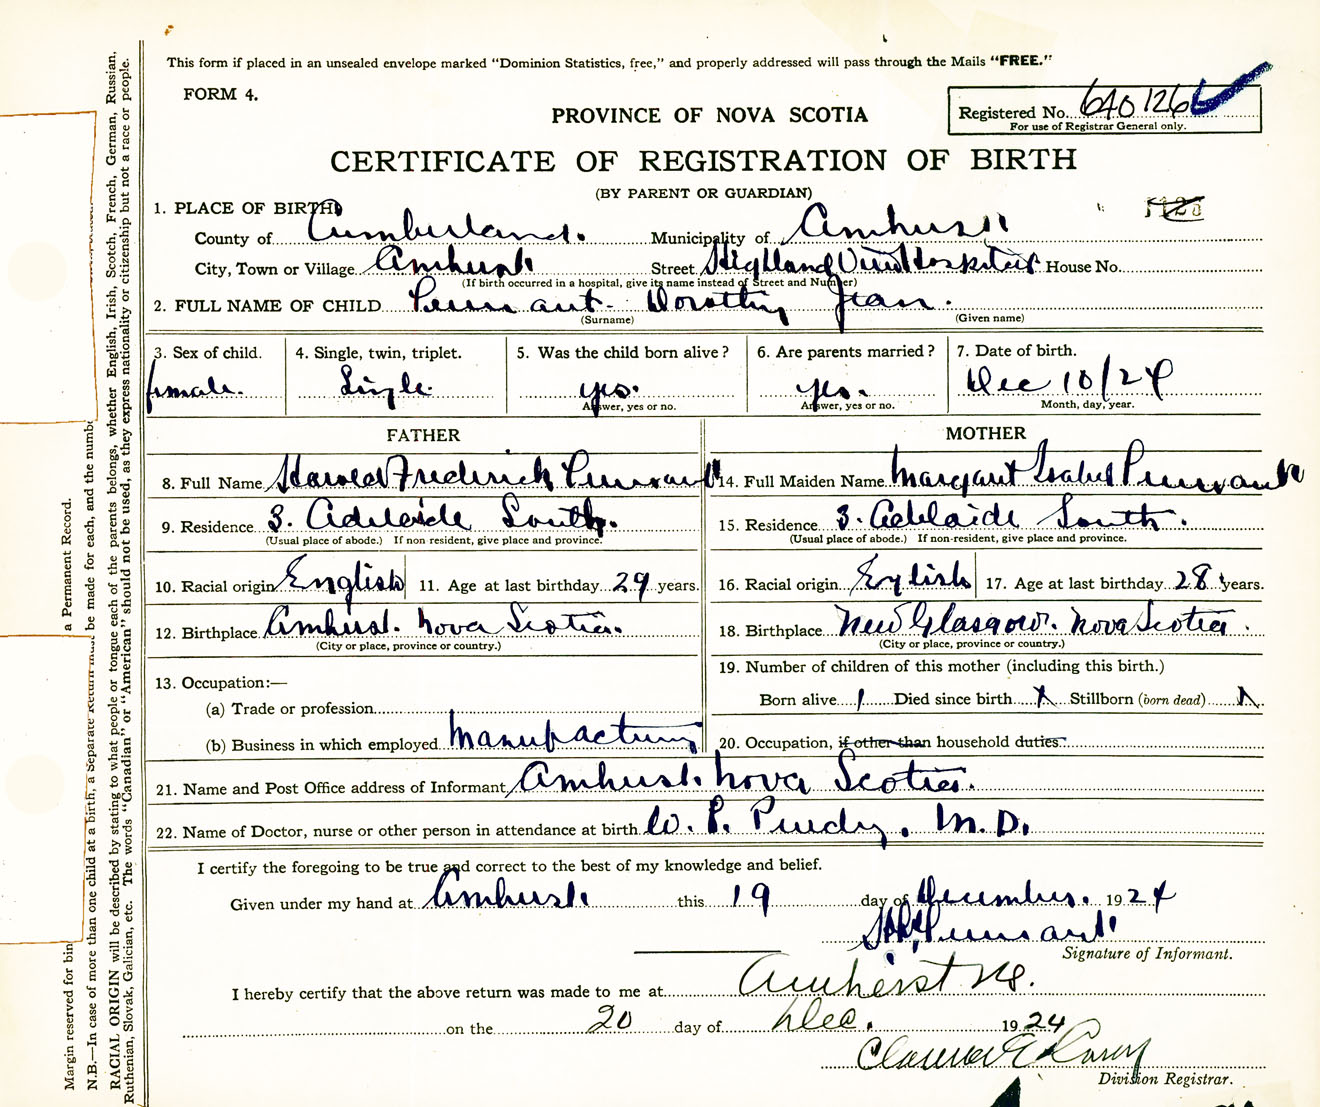 This form if placed in an unsealed envelope marked “Dominion Statistics, free,” and properly addressed will pass through the Mails “FREE.”
FORM 4.
PROVINCE OF NOVA SCOTIA
Registered No. 640126
For use of Registrar General only.
CERTIFICATE OF REGISTRATION OF BIRTH
(BY PARENT OR GUARDIAN)
1. PLACE OF BIRTH
County of Cumberland. Municipality of Amherst
City, Town or Village Amherst Street Highland View Hospital House No.
(If birth occurred in a hospital, give its name instead of Street and Number)
2. FULL NAME OF CHILD Dorothy Jean.
(Surname) (Given name)
3. Sex of child. 4. Single, twin, triplet. 5. Was the child born alive? 6. Are parents married? 7. Date of birth.
female. Single. yes. yes. Dec 10/24
Answer, yes or no. Answer, yes or no. Month, day, year.
FATHER MOTHER
8. Full Name Harold Frederick 14. Full Maiden Name Margaret Isabel
9. Residence 3. Adelaide South. 15. Residence 3. Adelaide South.
(Usual place of abode.) If non resident, give place and province. (Usual place of abode.) If non-resident, give place and province.
10. Racial origin English 11. Age at last birthday 29 years. 16. Racial origin English 17. Age at last birthday 28 years.
12. Birthplace Amherst. Nova Scotia. 18. Birthplace New Glasgow. Nova Scotia.
(City or place, province or country.) (City or place, province or country.)
13. Occupation:— 19. Number of children of this mother (including this birth.)
(a) Trade or profession Born alive 1 Died since birth Stillborn (born dead)
(b) Business in which employed Manufacturing 20. Occupation, if other than household duties.
21. Name and Post Office address of Informant Amherst. Nova Scotia.
22. Name of Doctor, nurse or other person in attendance at birth W. P. Purdy, M.D.
I certify the foregoing to be true and correct to the best of my knowledge and belief.
Given under my hand at Amherst this 19 day of December. 1924
Signature of Informant.
I hereby certify that the above return was made to me at Amherst NS.
on the 20 day of Dec. 1924
Division Registrar.
Margin reserved for bin a Permanent Record.
N.B.—In case of more than one child at a birth, a Separate Return must be made for each, and the numbe
RACIAL ORIGIN will be described by stating to what people or tongue each of the parents belongs, whether English, Irish, Scotch, French, German, Russian,
Ruthenian, Slovak, Galician, etc. The words “Canadian” or “American” should not be used, as they express nationality or citizenship but not a race or people.